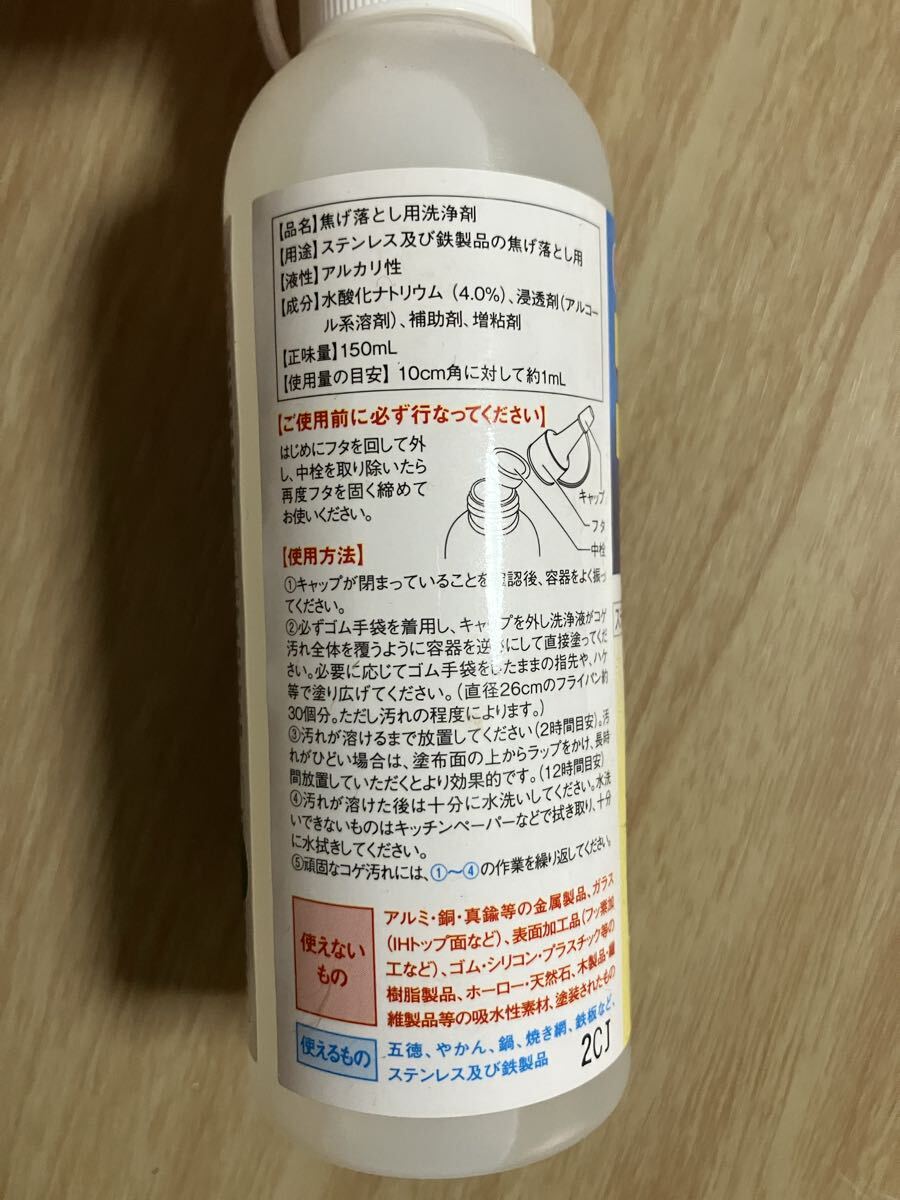 【品名】焦げ落とし用洗浄剤
【用途】ステンレス及び鉄製品の焦げ落とし用
【液性】アルカリ性
【成分】水酸化ナトリウム(4.0%)、浸透剤(アルコー
ル系溶剤)、補助剤、増粘剤
【正味量】150mL
【使用量の目安】10cm角に対して約1mL
【ご使用前に必ず行なってください】
はじめにフタを回して外
し、中栓を取り除いたら
再度フタを固く締めて
お使いください。
キャップ
フタ
中栓
【使用方法】
①キャップが閉まっていることを確認後、容器をよく振っ
てください。
②必ずゴム手袋を着用し、キャップを外し洗浄液がコゲ
汚れ全体を覆うように容器を逆さにして直接塗ってくだ
さい。必要に応じてゴム手袋をしたままの指先や、ハケ
等で塗り広げてください。(直径26cmのフライパン約
30個分。ただし汚れの程度によります。)
③汚れが溶けるまで放置してください(2時間目安)。汚
れがひどい場合は、塗布面の上からラップをかけ、長時
間放置していただくとより効果的です。(12時間目安)
④汚れが溶けた後は十分に水洗いしてください。水洗
いできないものはキッチンペーパーなどで拭き取り、十分
に水拭きしてください。
⑤頑固なコゲ汚れには、①〜④の作業を繰り返してください。
使えない
もの
アルミ・銅・真鍮等の金属製品、ガラス
(IHトップ面など)、表面加工品(フッ素加
工など)、ゴム・シリコン・プラスチック等の
樹脂製品、ホーロー・天然石、木製品・繊
維製品等の吸水性素材、塗装されたもの
使えるもの
五徳、やかん、鍋、焼き網、鉄板など、
ステンレス及び鉄製品
2CJ